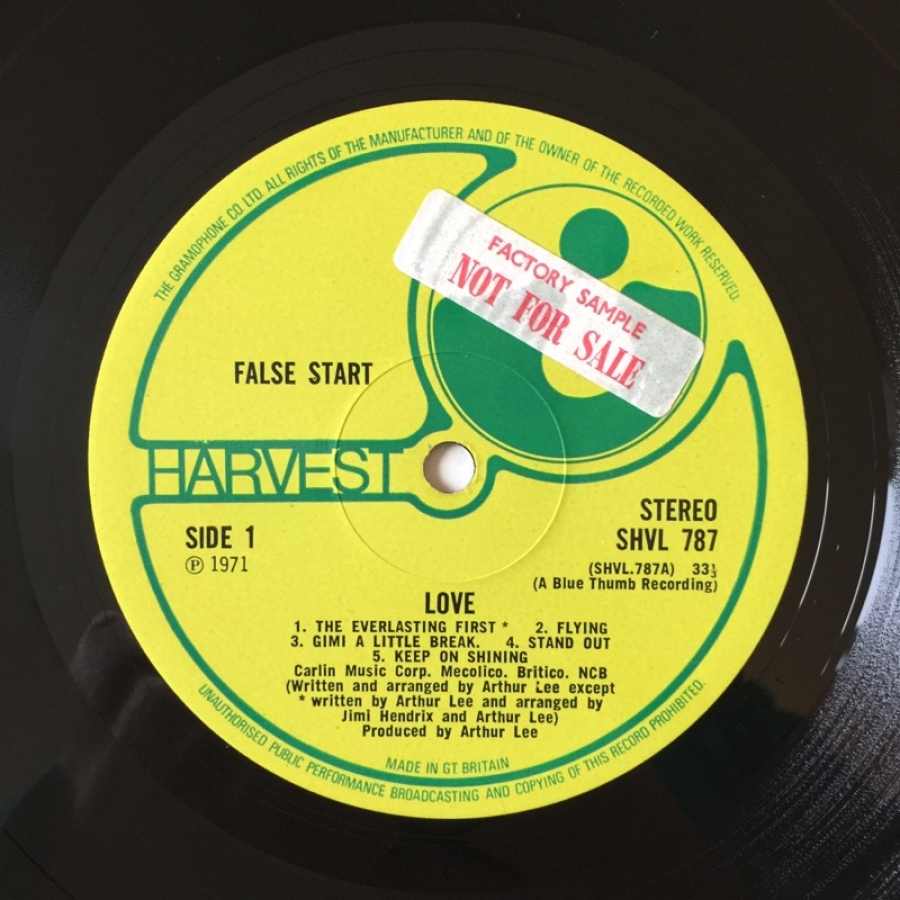 THE GRAMOPHONE CO LTD. ALL RIGHTS OF THE MANUFACTURER AND OF THE OWNER OF THE RECORDED WORK RESERVED.
FACTORY SAMPLE
NOT FOR SALE
FALSE START
HARVEST
SIDE 1
℗ 1971
STEREO
SHVL 787
(SHVL.787A) 33⅓
(A Blue Thumb Recording)
LOVE
1. THE EVERLASTING FIRST * 2. FLYING
3. GIMI A LITTLE BREAK. 4. STAND OUT
5. KEEP ON SHINING
Carlin Music Corp. Mecolico. Britico. NCB
(Written and arranged by Arthur Lee except
* written by Arthur Lee and arranged by
Jimi Hendrix and Arthur Lee)
Produced by Arthur Lee
MADE IN GT. BRITAIN
UNAUTHORISED PUBLIC PERFORMANCE BROADCASTING AND COPYING OF THIS RECORD PROHIBITED.